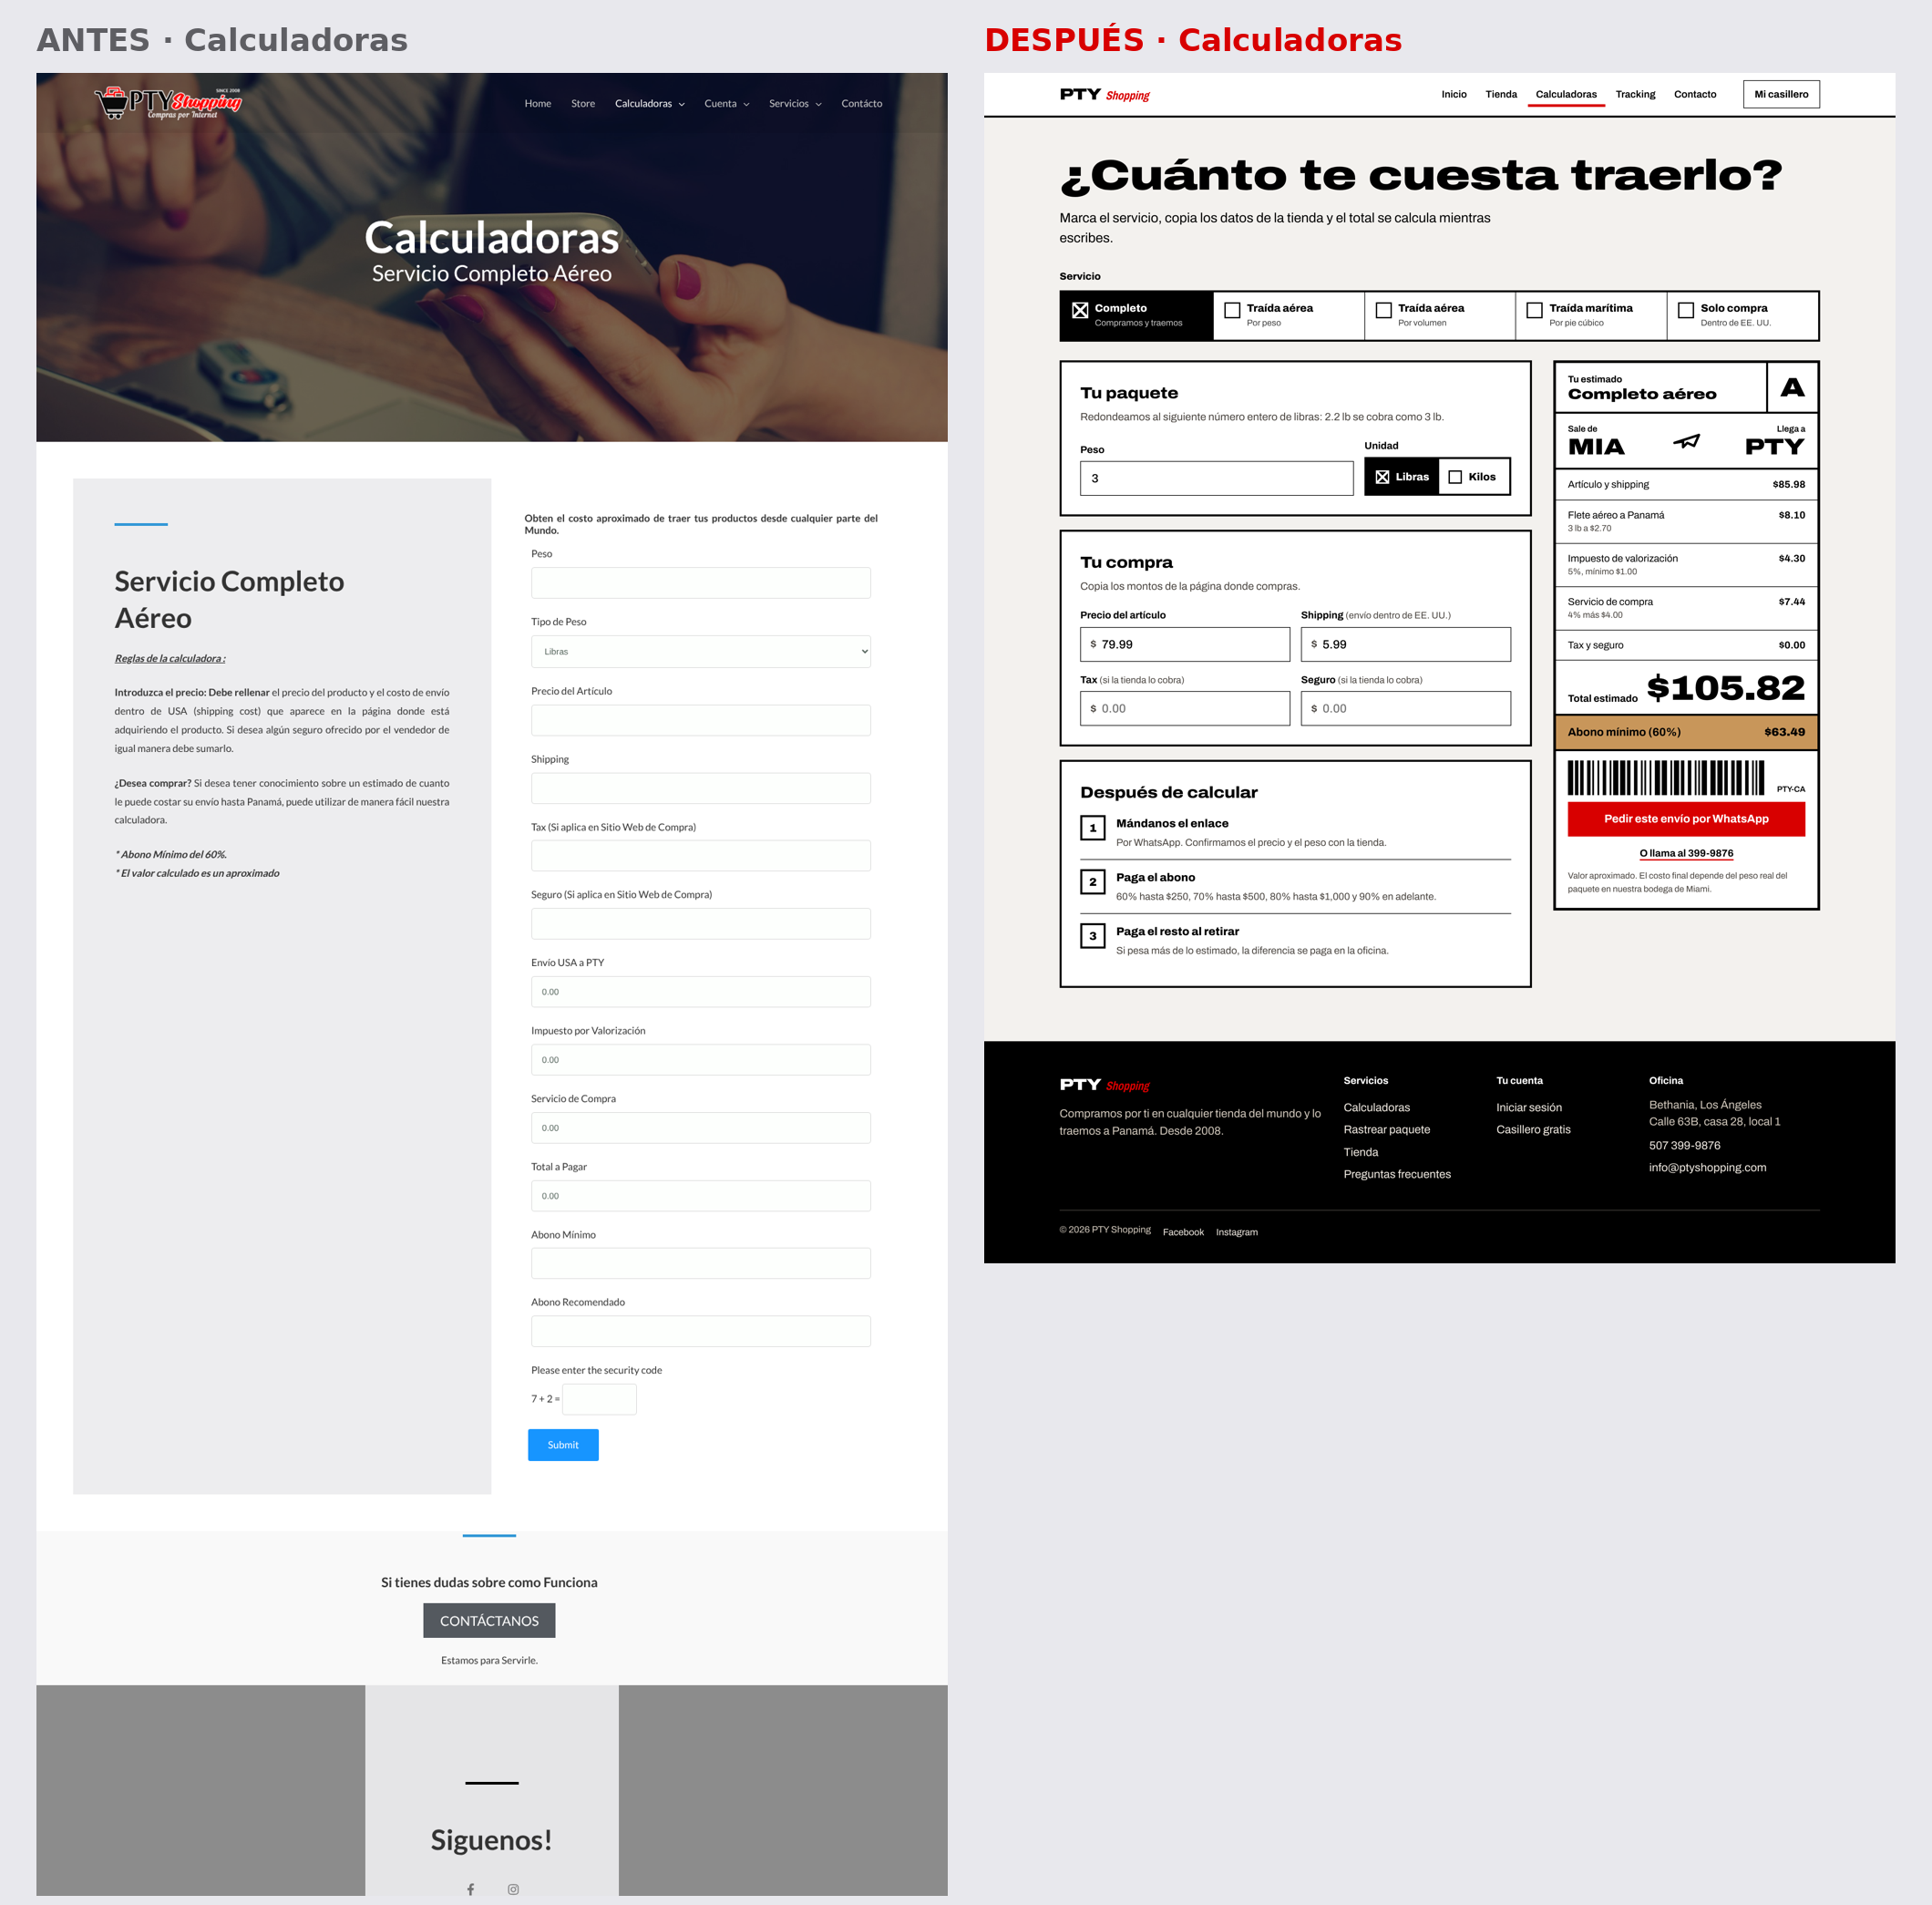 ANTES · Calculadoras
PTYShopping
SINCE 2008
Compras por Internet
Home
Store
Calculadoras
Cuenta
Servicios
Contácto
Calculadoras
Servicio Completo Aéreo
Servicio Completo
Aéreo
Reglas de la calculadora :
Introduzca el precio: Debe rellenar el precio del producto y el costo de envío
dentro de USA (shipping cost) que aparece en la página donde está
adquiriendo el producto. Si desea algún seguro ofrecido por el vendedor de
igual manera debe sumarlo.
¿Desea comprar? Si desea tener conocimiento sobre un estimado de cuanto
le puede costar su envío hasta Panamá, puede utilizar de manera fácil nuestra
calculadora.
* Abono Mínimo del 60%.
* El valor calculado es un aproximado
Obten el costo aproximado de traer tus productos desde cualquier parte del
Mundo.
Peso
Tipo de Peso
Libras
Precio del Artículo
Shipping
Tax (Si aplica en Sitio Web de Compra)
Seguro (Si aplica en Sitio Web de Compra)
Envío USA a PTY
0.00
Impuesto por Valorización
0.00
Servicio de Compra
0.00
Total a Pagar
0.00
Abono Mínimo
Abono Recomendado
Please enter the security code
7 + 2 =
Submit
Si tienes dudas sobre como Funciona
CONTÁCTANOS
Estamos para Servirle.
Siguenos!
DESPUÉS · Calculadoras
PTY Shopping
Inicio
Tienda
Calculadoras
Tracking
Contacto
Mi casillero
¿Cuánto te cuesta traerlo?
Marca el servicio, copia los datos de la tienda y el total se calcula mientras
escribes.
Servicio
Completo
Compramos y traemos
Traída aérea
Por peso
Traída aérea
Por volumen
Traída marítima
Por pie cúbico
Solo compra
Dentro de EE. UU.
Tu paquete
Redondeamos al siguiente número entero de libras: 2.2 lb se cobra como 3 lb.
Peso
3
Unidad
Libras
Kilos
Tu compra
Copia los montos de la página donde compras.
Precio del artículo
$ 79.99
Shipping (envío dentro de EE. UU.)
$ 5.99
Tax (si la tienda lo cobra)
$ 0.00
Seguro (si la tienda lo cobra)
$ 0.00
Después de calcular
1
Mándanos el enlace
Por WhatsApp. Confirmamos el precio y el peso con la tienda.
2
Paga el abono
60% hasta $250, 70% hasta $500, 80% hasta $1,000 y 90% en adelante.
3
Paga el resto al retirar
Si pesa más de lo estimado, la diferencia se paga en la oficina.
Tu estimado
Completo aéreo
A
Sale de
MIA
Llega a
PTY
Artículo y shipping
$85.98
Flete aéreo a Panamá
$8.10
3 lb a $2.70
Impuesto de valorización
$4.30
5%, mínimo $1.00
Servicio de compra
$7.44
4% más $4.00
Tax y seguro
$0.00
Total estimado
$105.82
Abono mínimo (60%)
$63.49
PTY-CA
Pedir este envío por WhatsApp
O llama al 399-9876
Valor aproximado. El costo final depende del peso real del
paquete en nuestra bodega de Miami.
PTY Shopping
Compramos por ti en cualquier tienda del mundo y lo
traemos a Panamá. Desde 2008.
Servicios
Calculadoras
Rastrear paquete
Tienda
Preguntas frecuentes
Tu cuenta
Iniciar sesión
Casillero gratis
Oficina
Bethania, Los Ángeles
Calle 63B, casa 28, local 1
507 399-9876
info@ptyshopping.com
© 2026 PTY Shopping
Facebook
Instagram